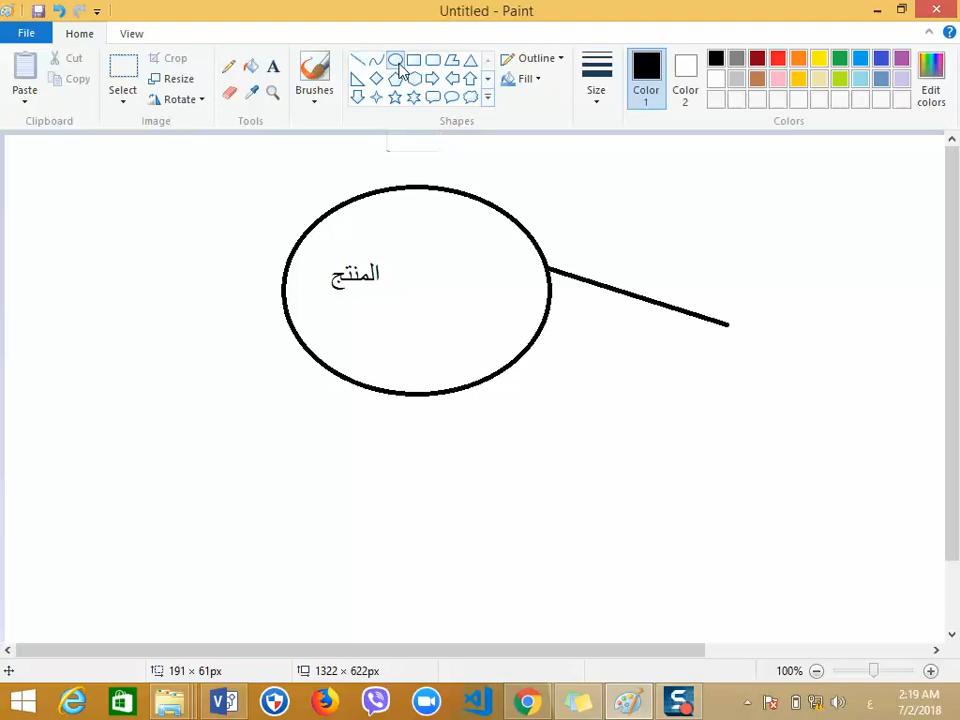 Untitled - Paint
File
Home
View
Paste
Cut
Copy
Clipboard
Select
Crop
Resize
Rotate
Image
A
Tools
Brushes
Shapes
Outline
Fill
Size
Color 1
Color 2
Edit colors
Colors
المنتج
191 × 61px
1322 × 622px
100%
ع
2:19 AM
7/2/2018